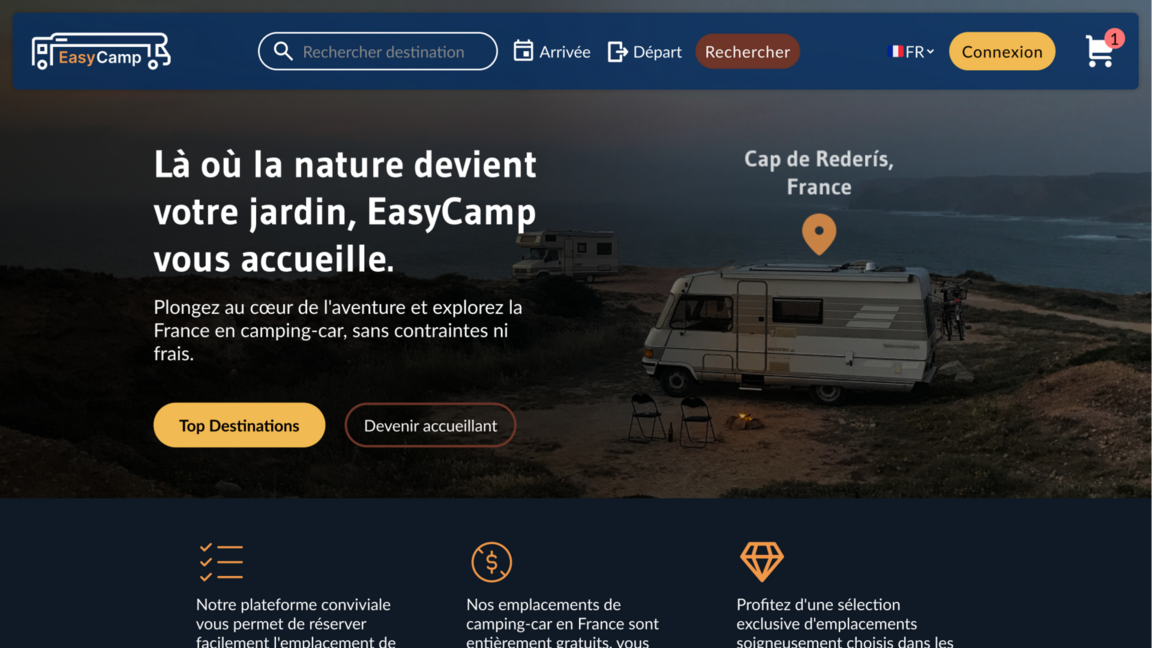 EasyCamp
Rechercher destination
Arrivée
Départ
Rechercher
FR
Connexion
1
Là où la nature devient
votre jardin, EasyCamp
vous accueille.
Plongez au cœur de l'aventure et explorez la
France en camping-car, sans contraintes ni
frais.
Top Destinations
Devenir accueillant
Cap de Rederís,
France
Notre plateforme conviviale
vous permet de réserver
facilement l'emplacement de
Nos emplacements de
camping-car en France sont
entièrement gratuits, vous
Profitez d'une sélection
exclusive d'emplacements
soigneusement choisis dans les